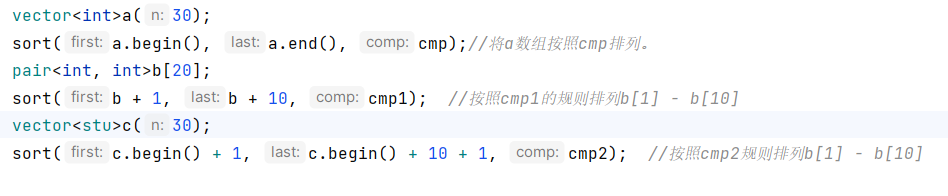 vector<int>a( n: 30);
sort( first: a.begin(), last: a.end(), comp: cmp);//将a数组按照cmp排列。
pair<int, int>b[20];
sort( first: b + 1, last: b + 10, comp: cmp1);  //按照cmp1的规则排列b[1] - b[10]
vector<stu>c( n: 30);
sort( first: c.begin() + 1, last: c.begin() + 10 + 1, comp: cmp2);  //按照cmp2规则排列b[1] - b[10]